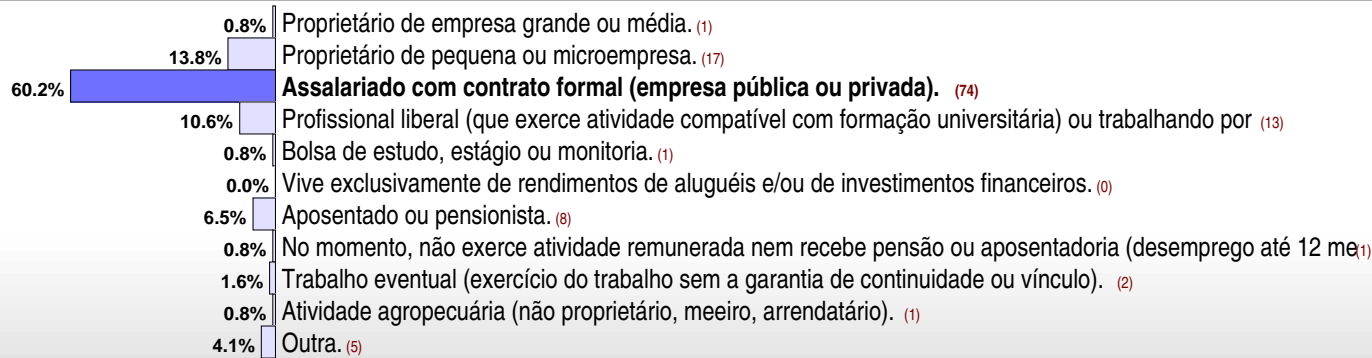 0.8% Proprietário de empresa grande ou média. (1)
13.8% Proprietário de pequena ou microempresa. (17)
60.2% Assalariado com contrato formal (empresa pública ou privada). (74)
10.6% Profissional liberal (que exerce atividade compatível com formação universitária) ou trabalhando por (13)
0.8% Bolsa de estudo, estágio ou monitoria. (1)
0.0% Vive exclusivamente de rendimentos de aluguéis e/ou de investimentos financeiros. (0)
6.5% Aposentado ou pensionista. (8)
0.8% No momento, não exerce atividade remunerada nem recebe pensão ou aposentadoria (desemprego até 12 me(1)
1.6% Trabalho eventual (exercício do trabalho sem a garantia de continuidade ou vínculo). (2)
0.8% Atividade agropecuária (não proprietário, meeiro, arrendatário). (1)
4.1% Outra. (5)